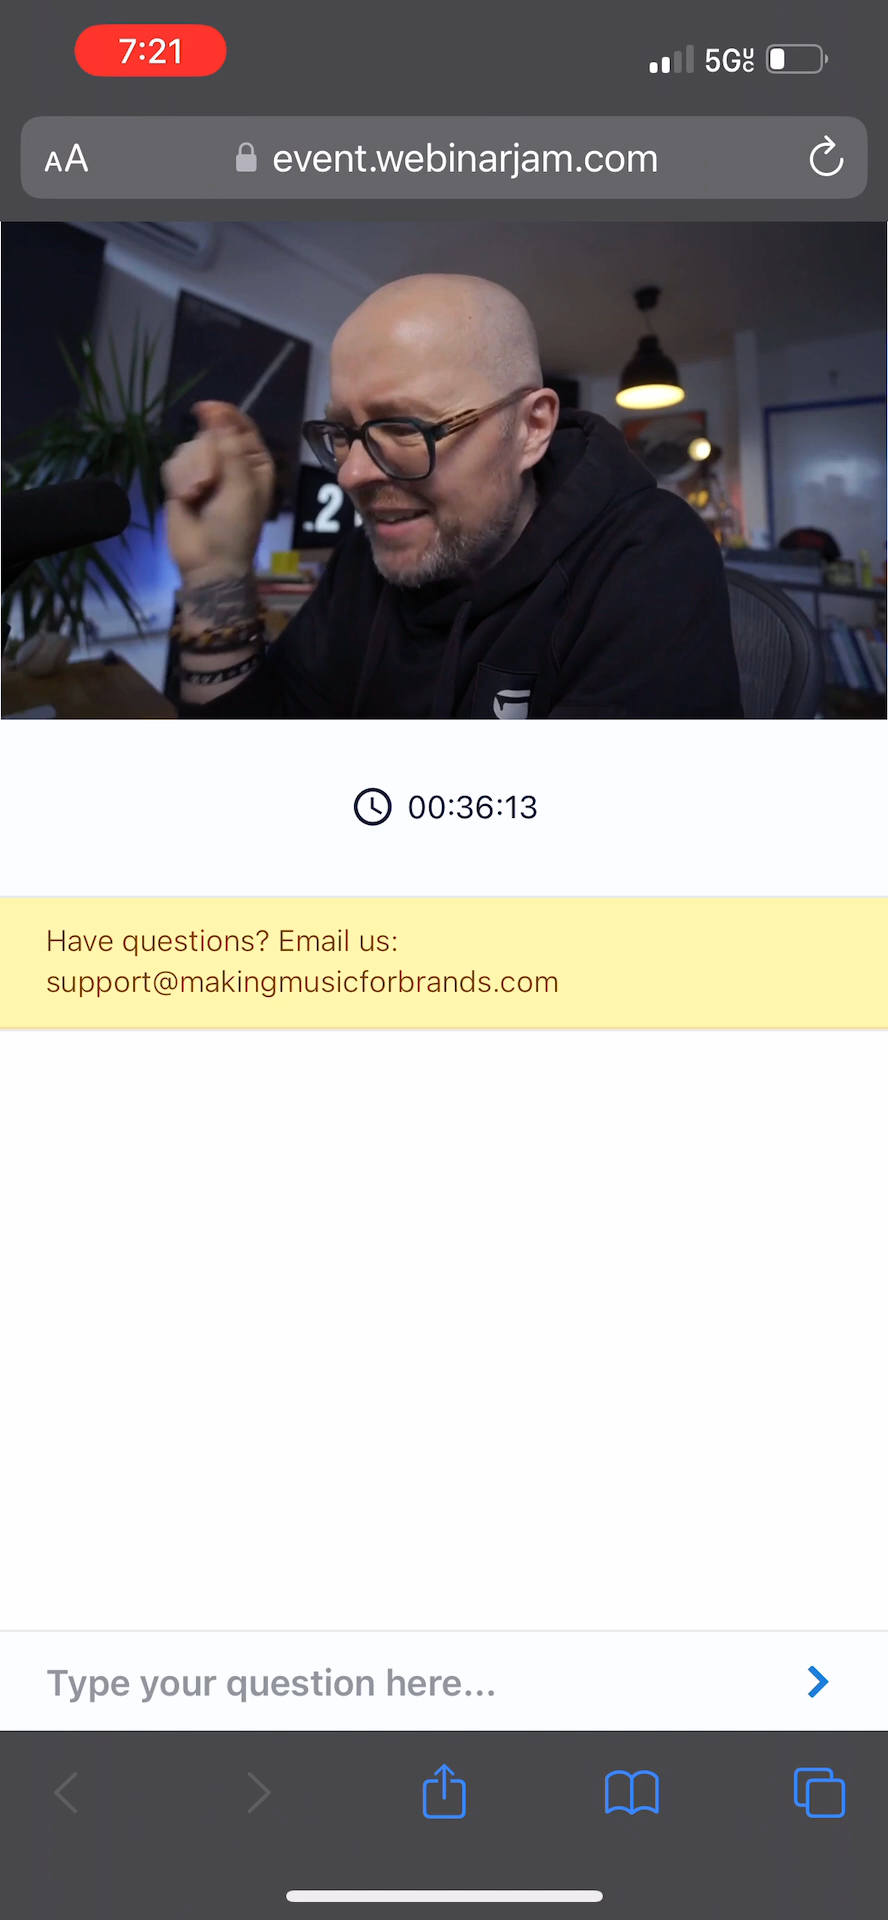 7:21
5GUC
AA
event.webinarjam.com
.2
00:36:13
Have questions? Email us:
support@makingmusicforbrands.com
Type your question here...